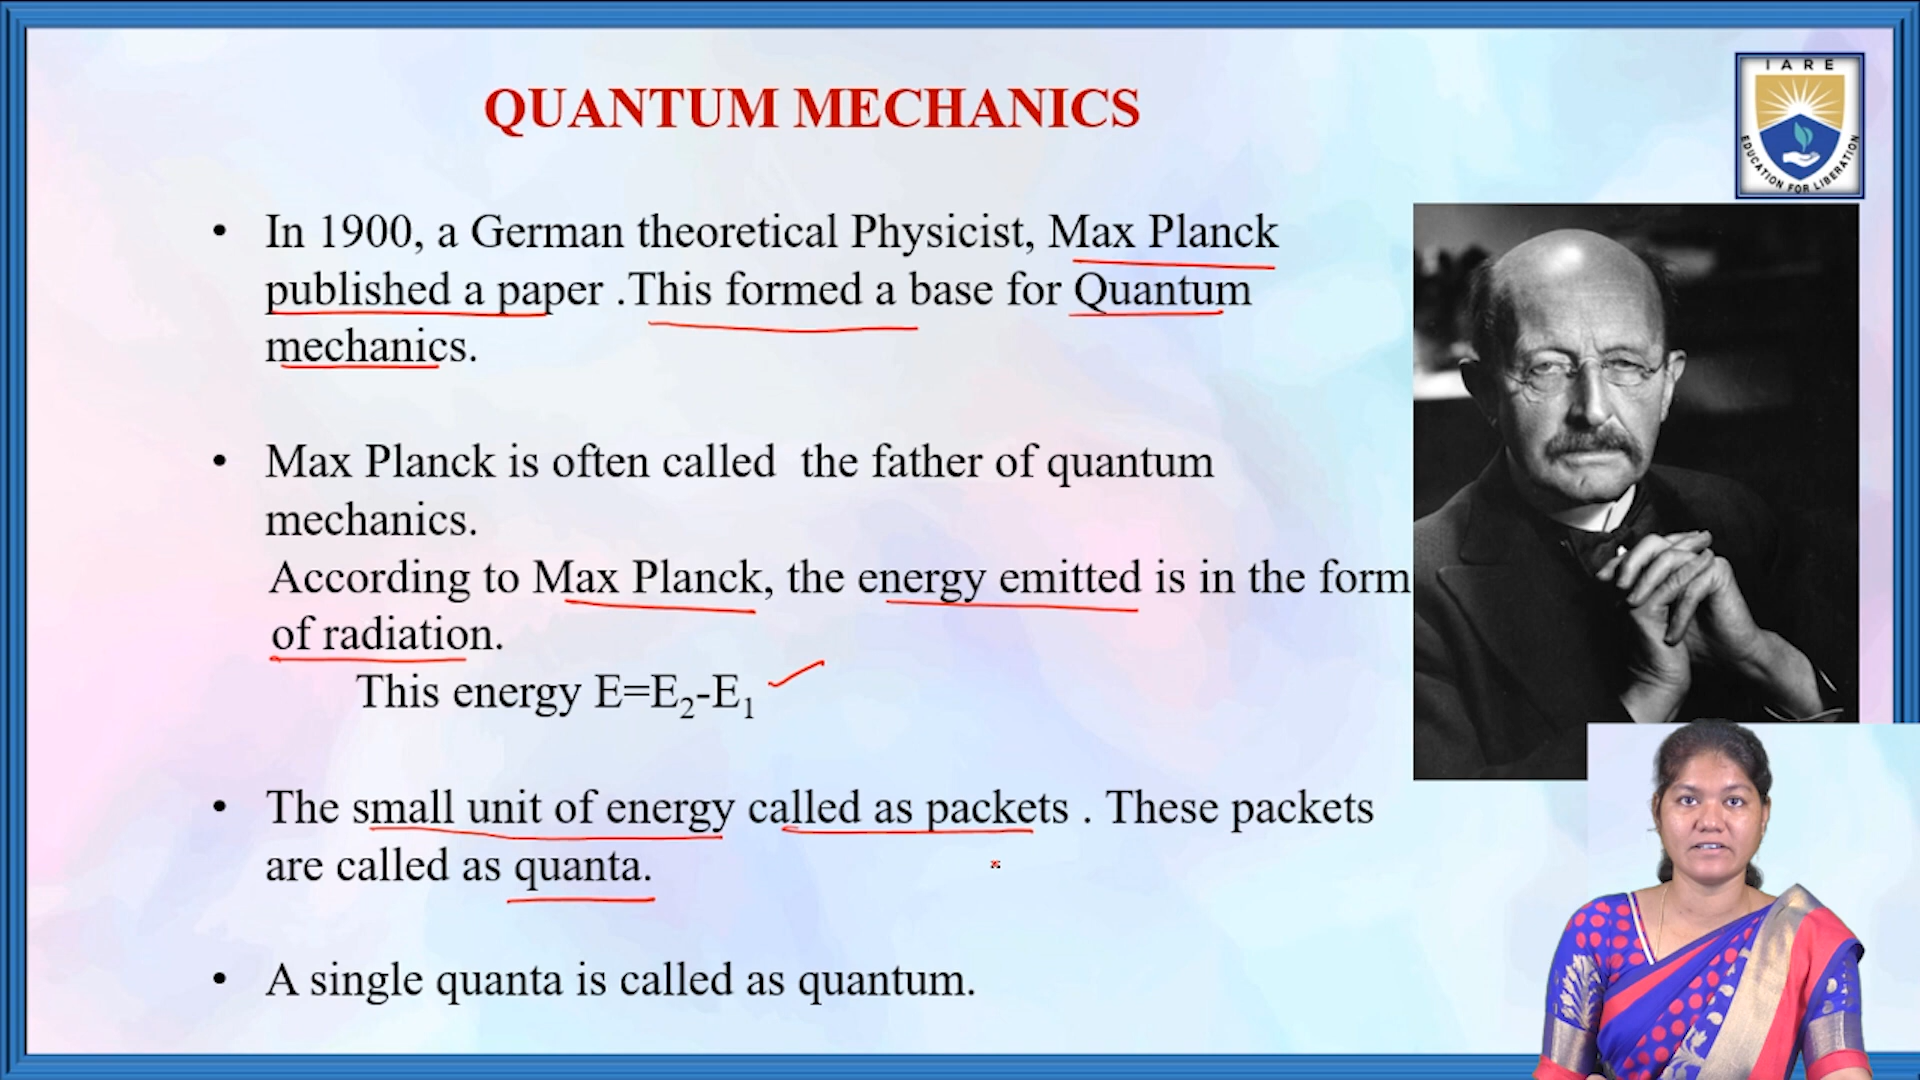 QUANTUM MECHANICS
IARE
EDUCATION FOR LIBERATION
• In 1900, a German theoretical Physicist, Max Planck
published a paper .This formed a base for Quantum
mechanics.
• Max Planck is often called  the father of quantum
mechanics.
According to Max Planck, the energy emitted is in the form
of radiation.
This energy E=E₂-E₁
• The small unit of energy called as packets . These packets
are called as quanta.
• A single quanta is called as quantum.